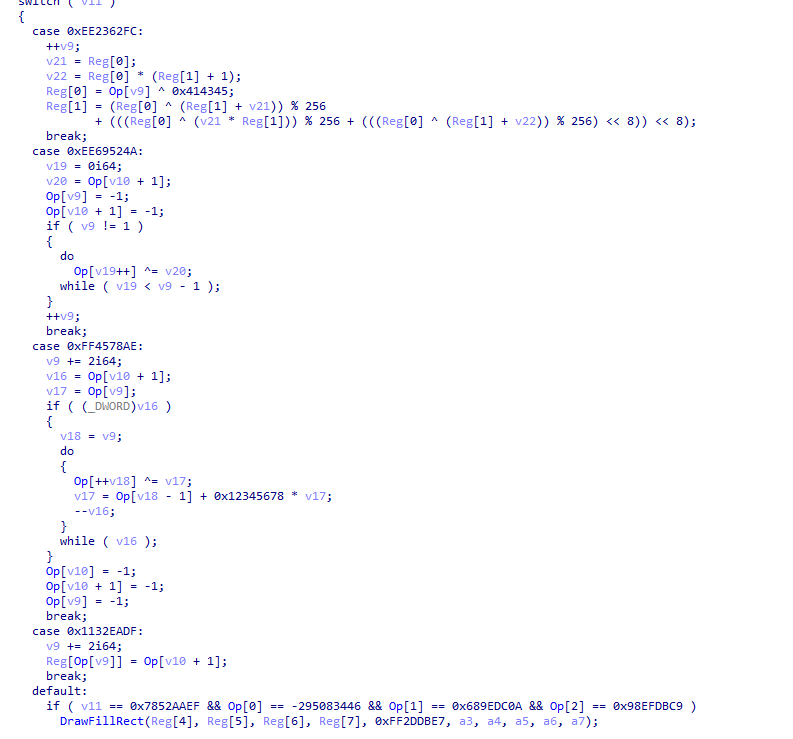 switch ( v11 )
{
case 0xEE2362FC:
++v9;
v21 = Reg[0];
v22 = Reg[0] * (Reg[1] + 1);
Reg[0] = Op[v9] ^ 0x414345;
Reg[1] = (Reg[0] ^ (Reg[1] + v21)) % 256
+ (((Reg[0] ^ (v21 * Reg[1])) % 256 + (((Reg[0] ^ (Reg[1] + v22)) % 256) << 8)) << 8);
break;
case 0xEE69524A:
v19 = 0i64;
v20 = Op[v10 + 1];
Op[v9] = -1;
Op[v10 + 1] = -1;
if ( v9 != 1 )
{
do
Op[v19++] ^= v20;
while ( v19 < v9 - 1 );
}
++v9;
break;
case 0xFF4578AE:
v9 += 2i64;
v16 = Op[v10 + 1];
v17 = Op[v9];
if ( (_DWORD)v16 )
{
v18 = v9;
do
{
Op[++v18] ^= v17;
v17 = Op[v18 - 1] + 0x12345678 * v17;
--v16;
}
while ( v16 );
}
Op[v10] = -1;
Op[v10 + 1] = -1;
Op[v9] = -1;
break;
case 0x1132EADF:
v9 += 2i64;
Reg[Op[v9]] = Op[v10 + 1];
break;
default:
if ( v11 == 0x7852AAEF && Op[0] == -295083446 && Op[1] == 0x689EDC0A && Op[2] == 0x98EFDBC9 )
DrawFillRect(Reg[4], Reg[5], Reg[6], Reg[7], 0xFF2DDBE7, a3, a4, a5, a6, a7);